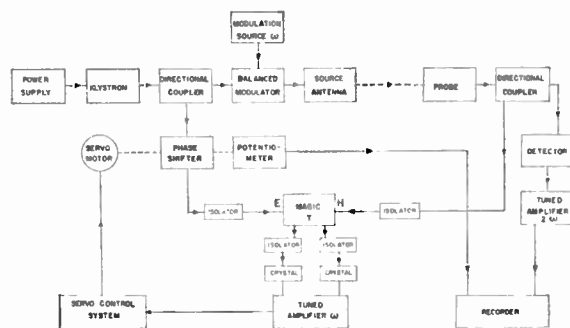 MODULATION
SOURCE ω
POWER
SUPPLY
KLYSTRON
DIRECTIONAL
COUPLER
BALANCED
MODULATOR
SOURCE
ANTENNA
PROBE
DIRECTIONAL
COUPLER
SERVO
MOTOR
PHASE
SHIFTER
POTENTIO-
METER
DETECTOR
ISOLATOR
E
MAGIC
T
H
ISOLATOR
TUNED
AMPLIFIER
2 ω
ISOLATOR
ISOLATOR
CRYSTAL
CRYSTAL
SERVO CONTROL
SYSTEM
TUNED
AMPLIFIER ω
RECORDER